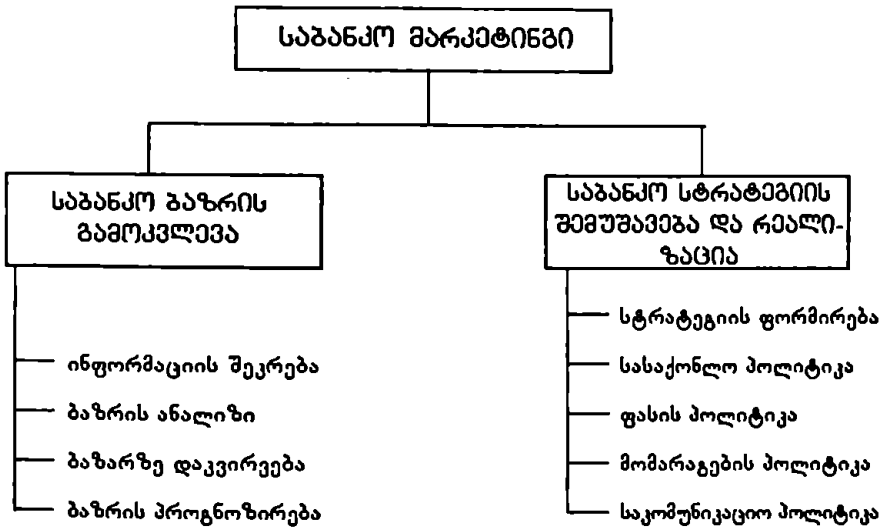 საბანკო მარკეტინგი
საბანკო ბაზრის
გამოკვლევა
ინფორმაციის შეკრება
ბაზრის ანალიზი
ბაზარზე დაკვირვება
ბაზრის პროგნოზირება
საბანკო სტრატეგიის
შემუშავება და რეალი-
ზაცია
სტრატეგიის ფორმირება
სასაქონლო პოლიტიკა
ფასის პოლიტიკა
მომარაგების პოლიტიკა
საკომუნიკაციო პოლიტიკა